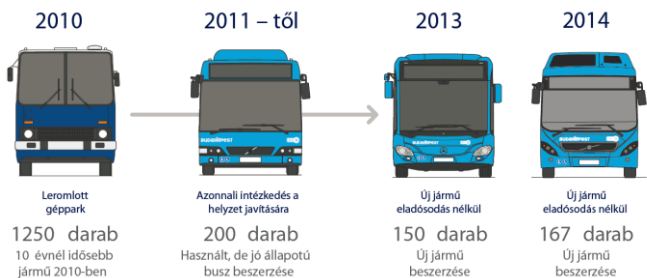 2010
2011 – től
2013
2014
BUDAPEST
BUDAPEST
Leromlott
géppark
1250 darab
10 évnél idősebb
jármű 2010-ben
Azonnali intézkedés a
helyzet javítására
200 darab
Használt, de jó állapotú
busz beszerzése
Új jármű
eladósodás nélkül
150 darab
Új jármű
beszerzése
Új jármű
eladósodás nélkül
167 darab
Új jármű
beszerzése